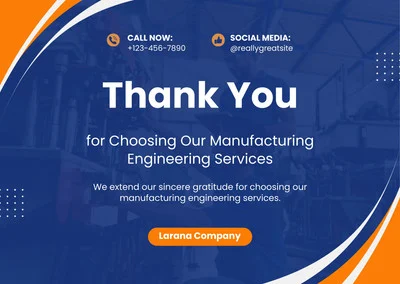 CALL NOW:
+123-456-7890
SOCIAL MEDIA:
@reallygreatsite
Thank You
for Choosing Our Manufacturing
Engineering Services
We extend our sincere gratitude for choosing our
manufacturing engineering services.
Larana Company